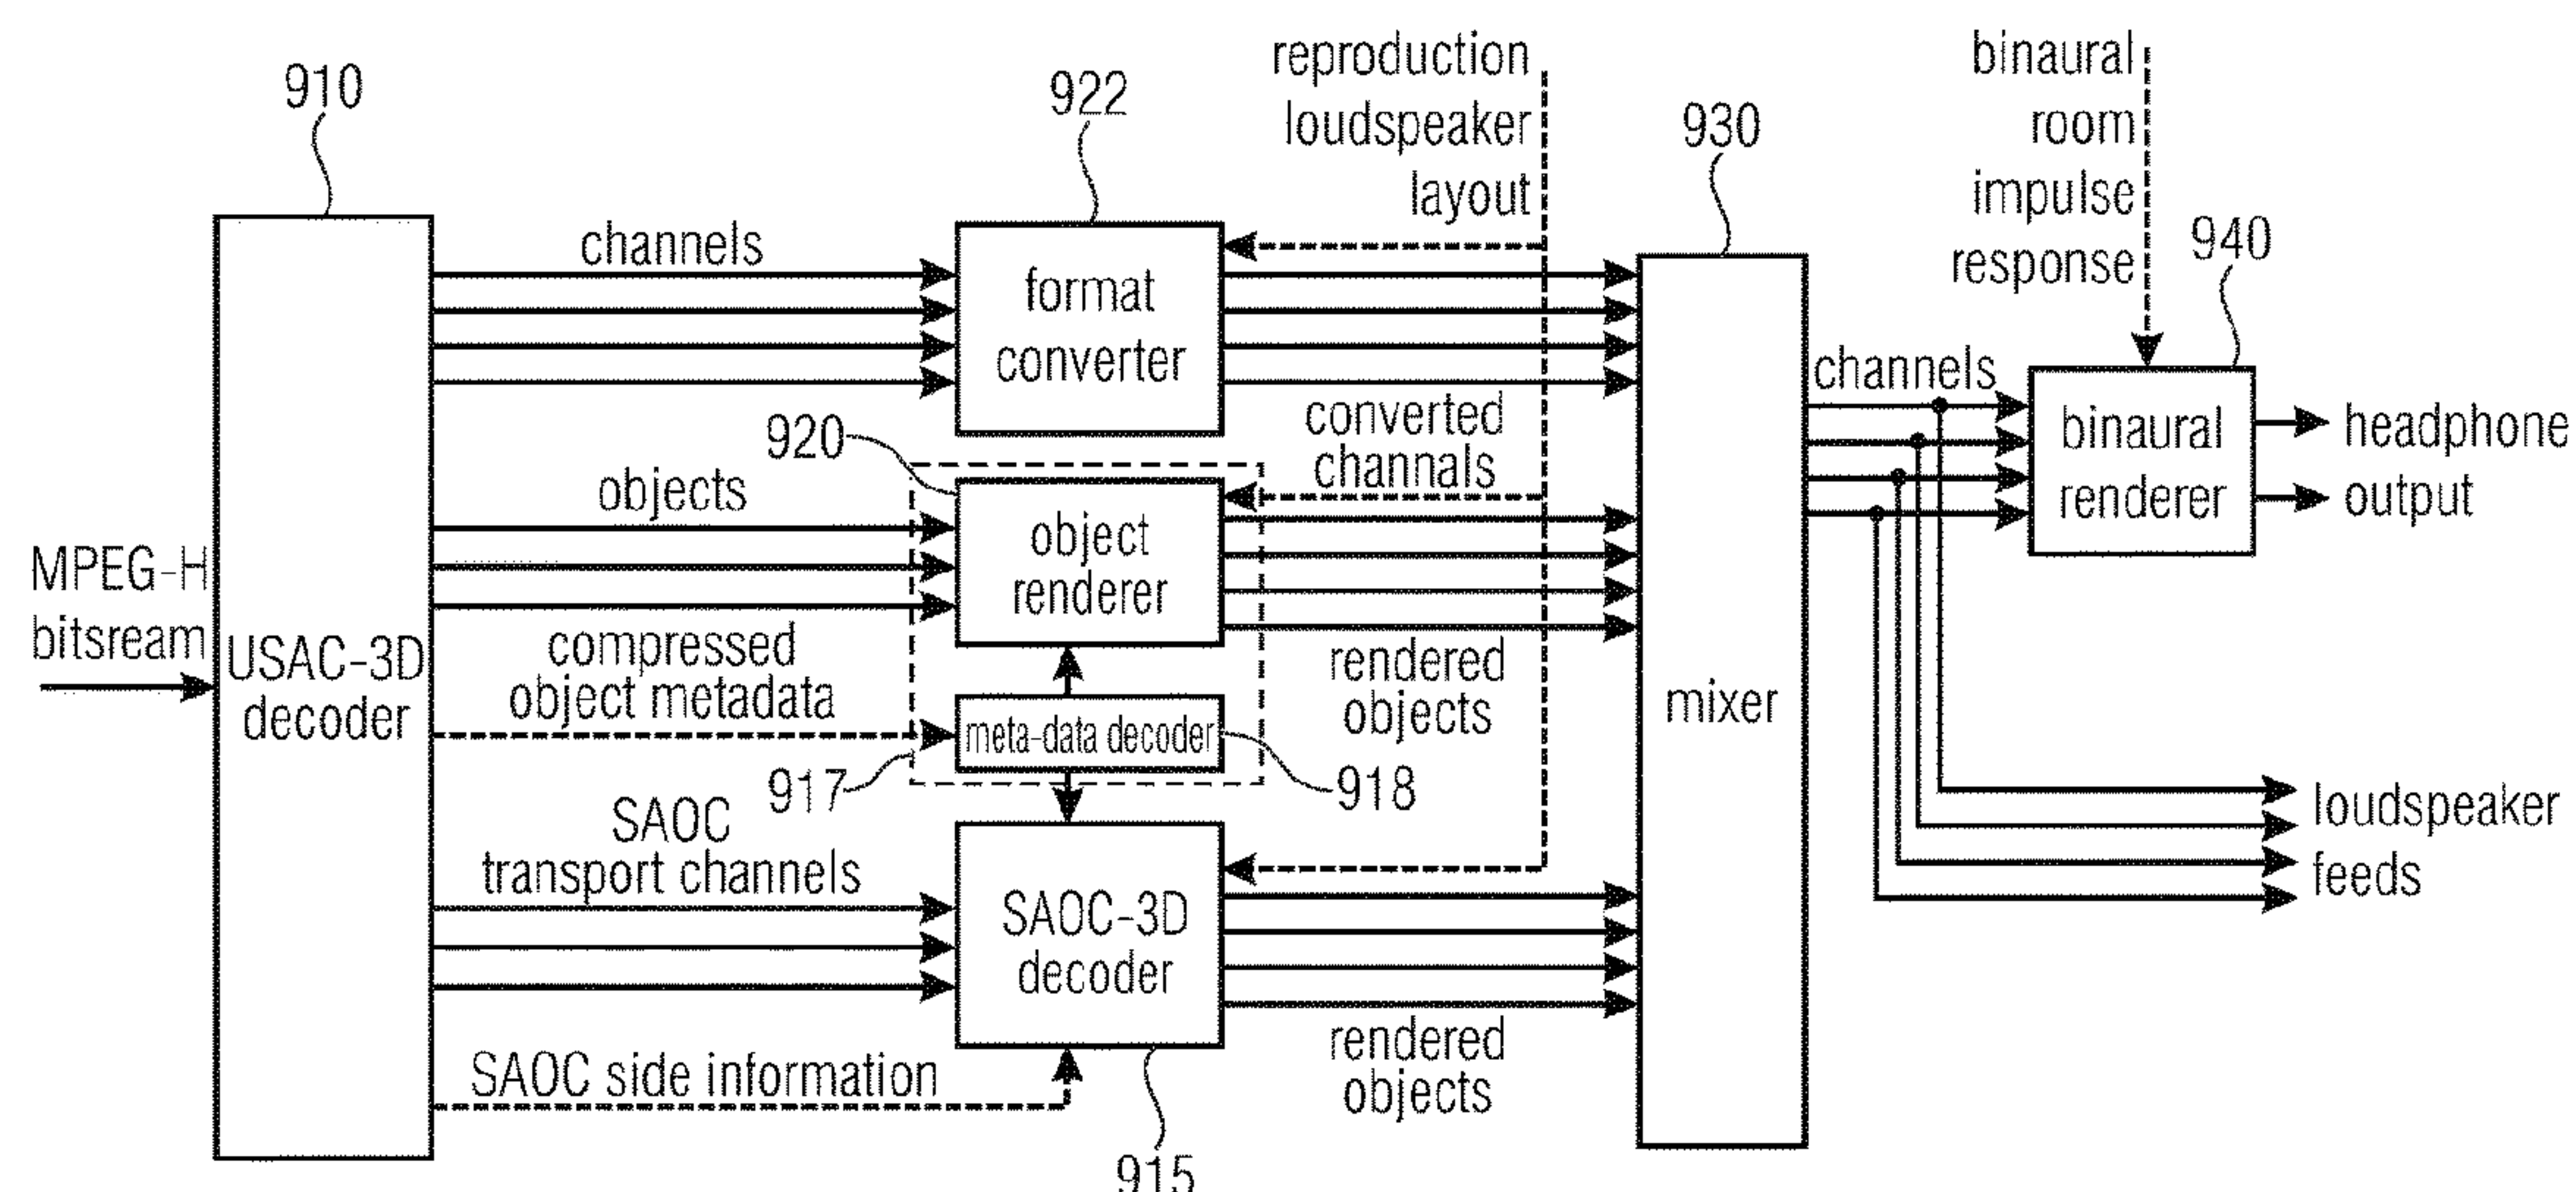 910
922
reproduction
loudspeaker
layout
930
binaural
room
impulse
response
940
channels
format
converter
channels
binaural
renderer
headphone
output
920
converted
channals
objects
object
renderer
MPEG-H
bitsream
USAC-3D
decoder
compressed
object metadata
rendered
objects
mixer
meta-data decoder
917
918
loudspeaker
feeds
SAOC
transport channels
SAOC-3D
decoder
rendered
objects
SAOC side information
915